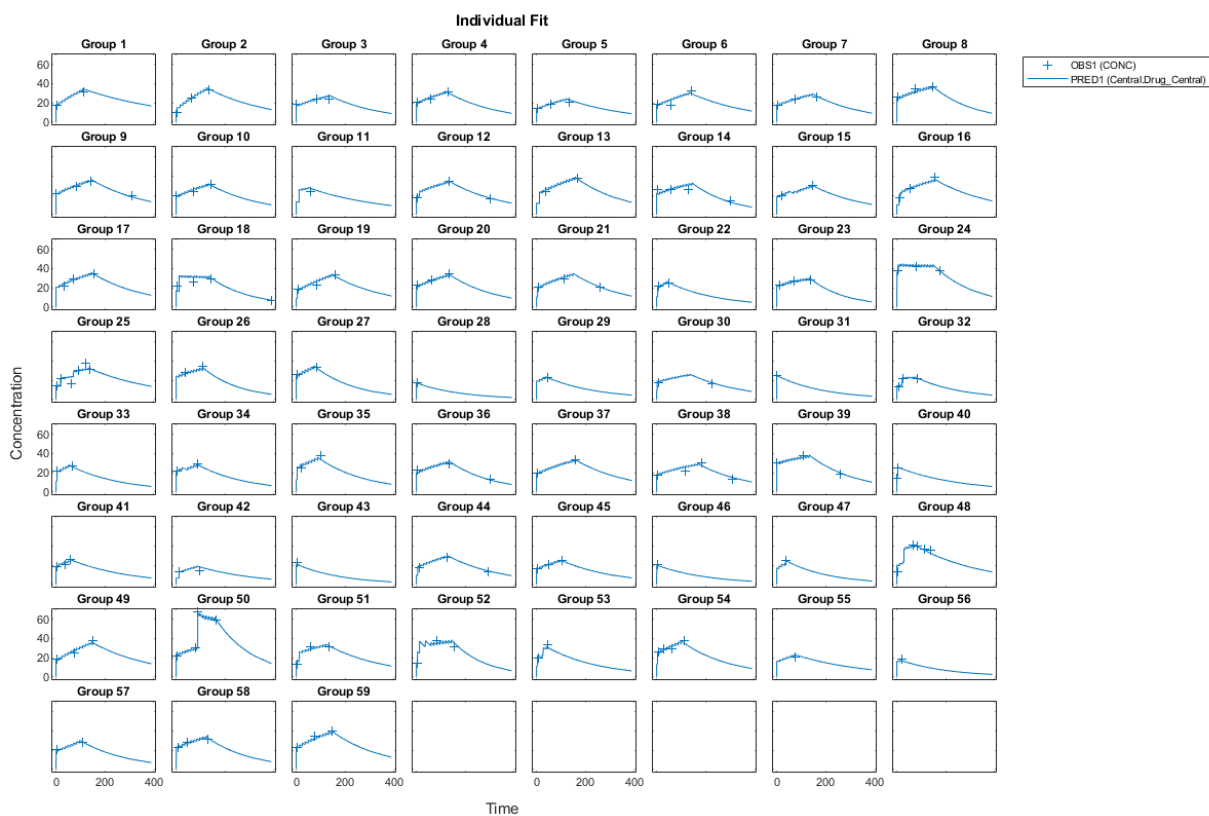 Individual Fit
Group 1 Group 2 Group 3 Group 4 Group 5 Group 6 Group 7 Group 8
OBS1 (CONC)
PRED1 (Central.Drug_Central)
60
40
20
0
Group 9 Group 10 Group 11 Group 12 Group 13 Group 14 Group 15 Group 16
Group 17 Group 18 Group 19 Group 20 Group 21 Group 22 Group 23 Group 24
60
40
20
0
Group 25 Group 26 Group 27 Group 28 Group 29 Group 30 Group 31 Group 32
Concentration
Group 33 Group 34 Group 35 Group 36 Group 37 Group 38 Group 39 Group 40
60
40
20
0
Group 41 Group 42 Group 43 Group 44 Group 45 Group 46 Group 47 Group 48
Group 49 Group 50 Group 51 Group 52 Group 53 Group 54 Group 55 Group 56
60
40
20
0
Group 57 Group 58 Group 59
0 200 400 0 200 400 0 200 400 0 200 400
Time